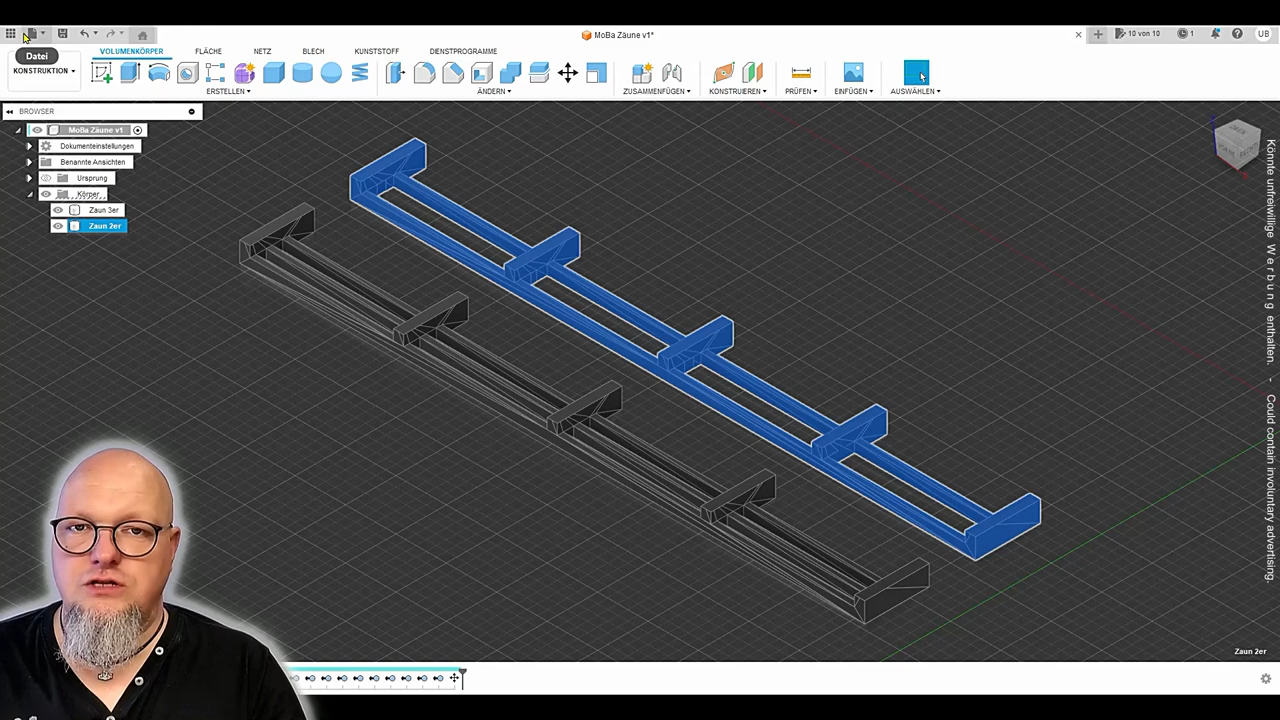 MoBa Zäune v1*
10 von 10
1
UB
Datei
VOLUMENKÖRPER
FLÄCHE
NETZ
BLECH
KUNSTSTOFF
DIENSTPROGRAMME
KONSTRUKTION
ERSTELLEN
ÄNDERN
ZUSAMMENFÜGEN
KONSTRUIEREN
PRÜFEN
EINFÜGEN
AUSWÄHLEN
BROWSER
MoBa Zäune v1
Dokumenteinstellungen
Benannte Ansichten
Ursprung
Körper
Zaun 3er
Zaun 2er
Könnte unfreiwillige Werbung enthalten. - Could contain involuntary advertising.
Zaun 2er